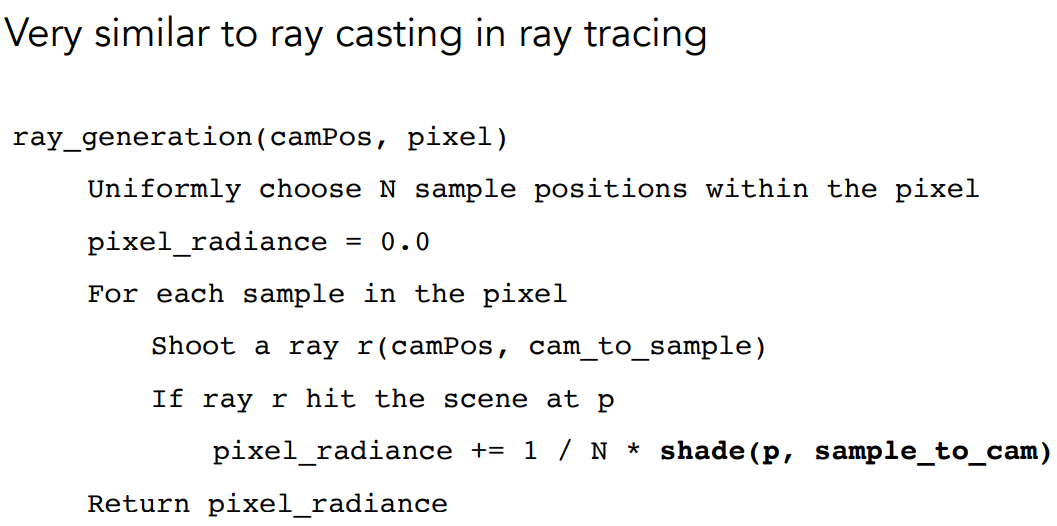 Very similar to ray casting in ray tracing
ray_generation(camPos, pixel)
Uniformly choose N sample positions within the pixel
pixel_radiance = 0.0
For each sample in the pixel
Shoot a ray r(camPos, cam_to_sample)
If ray r hit the scene at p
pixel_radiance += 1 / N * shade(p, sample_to_cam)
Return pixel_radiance